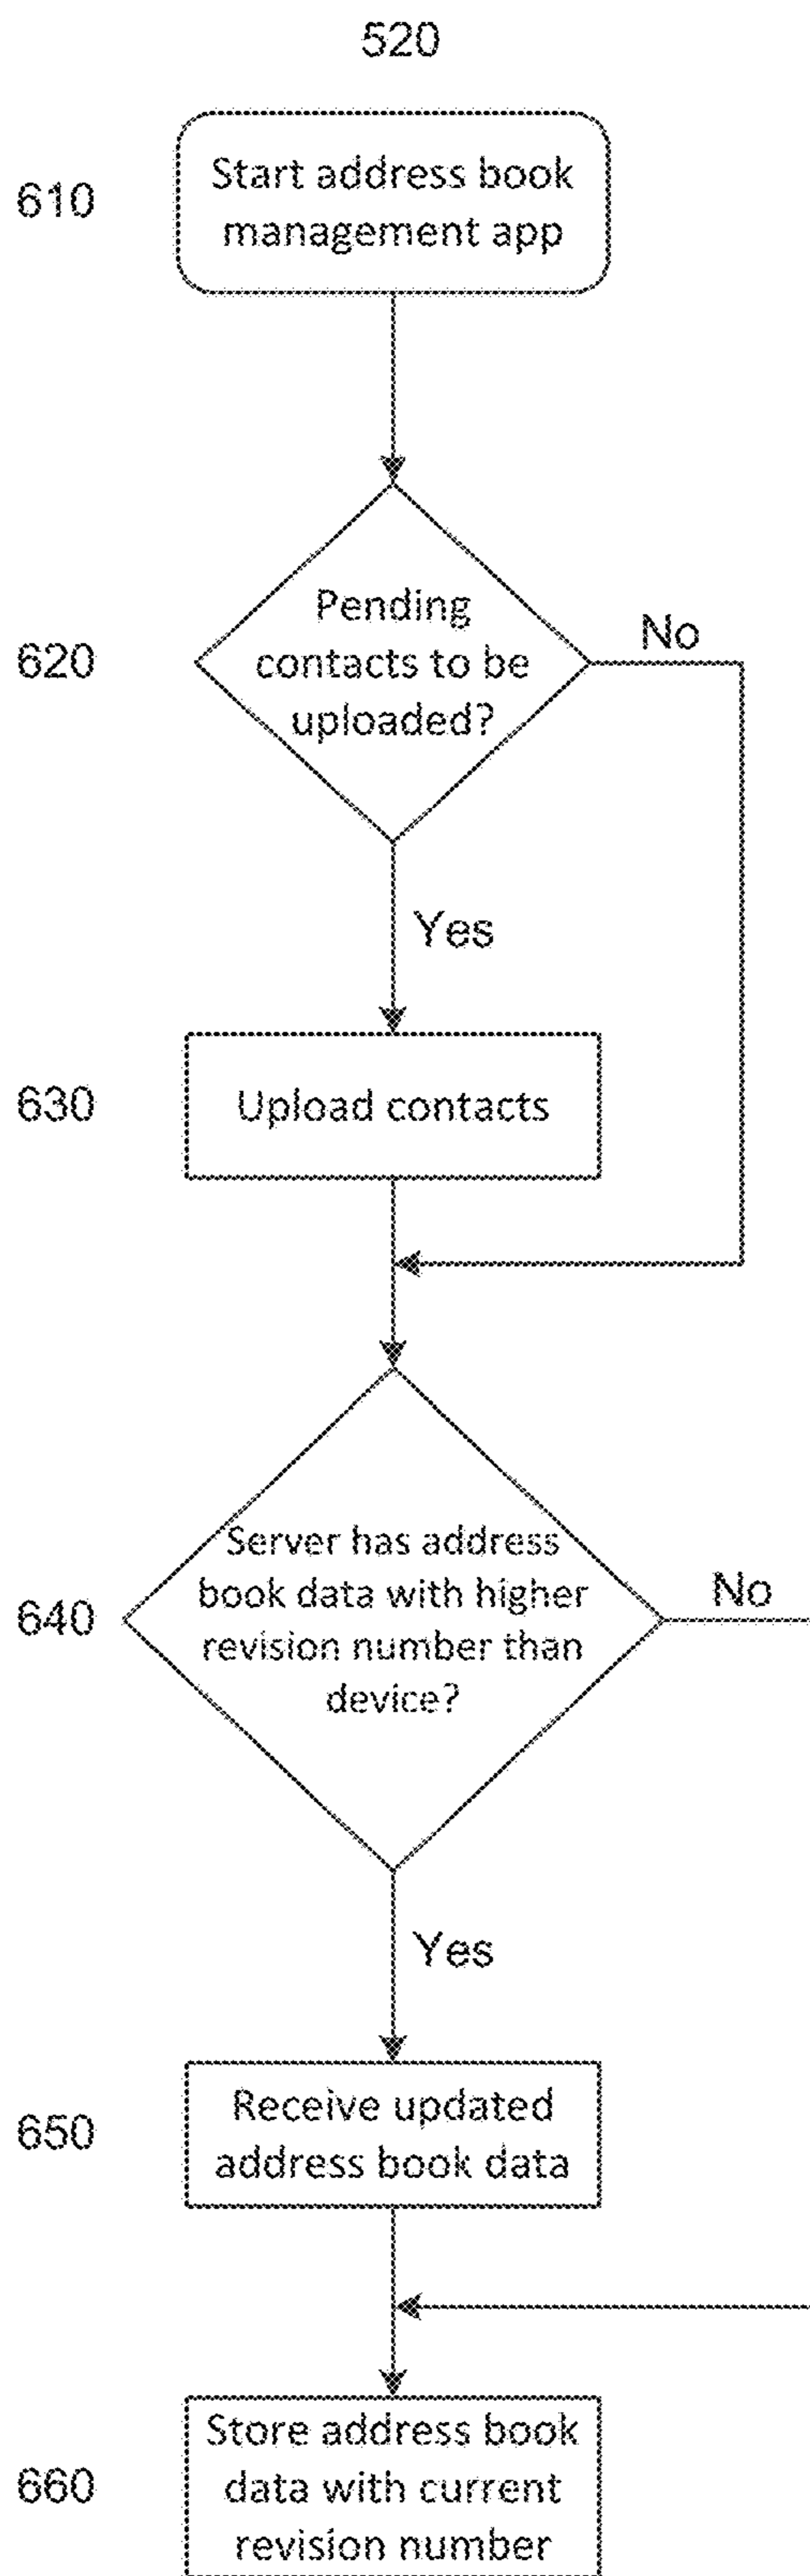 520
610
Start address book
management app
620
Pending
contacts to be
uploaded?
No
Yes
630
Upload contacts
640
Server has address
book data with higher
revision number than
device?
No
Yes
650
Receive updated
address book data
660
Store address book
data with current
revision number